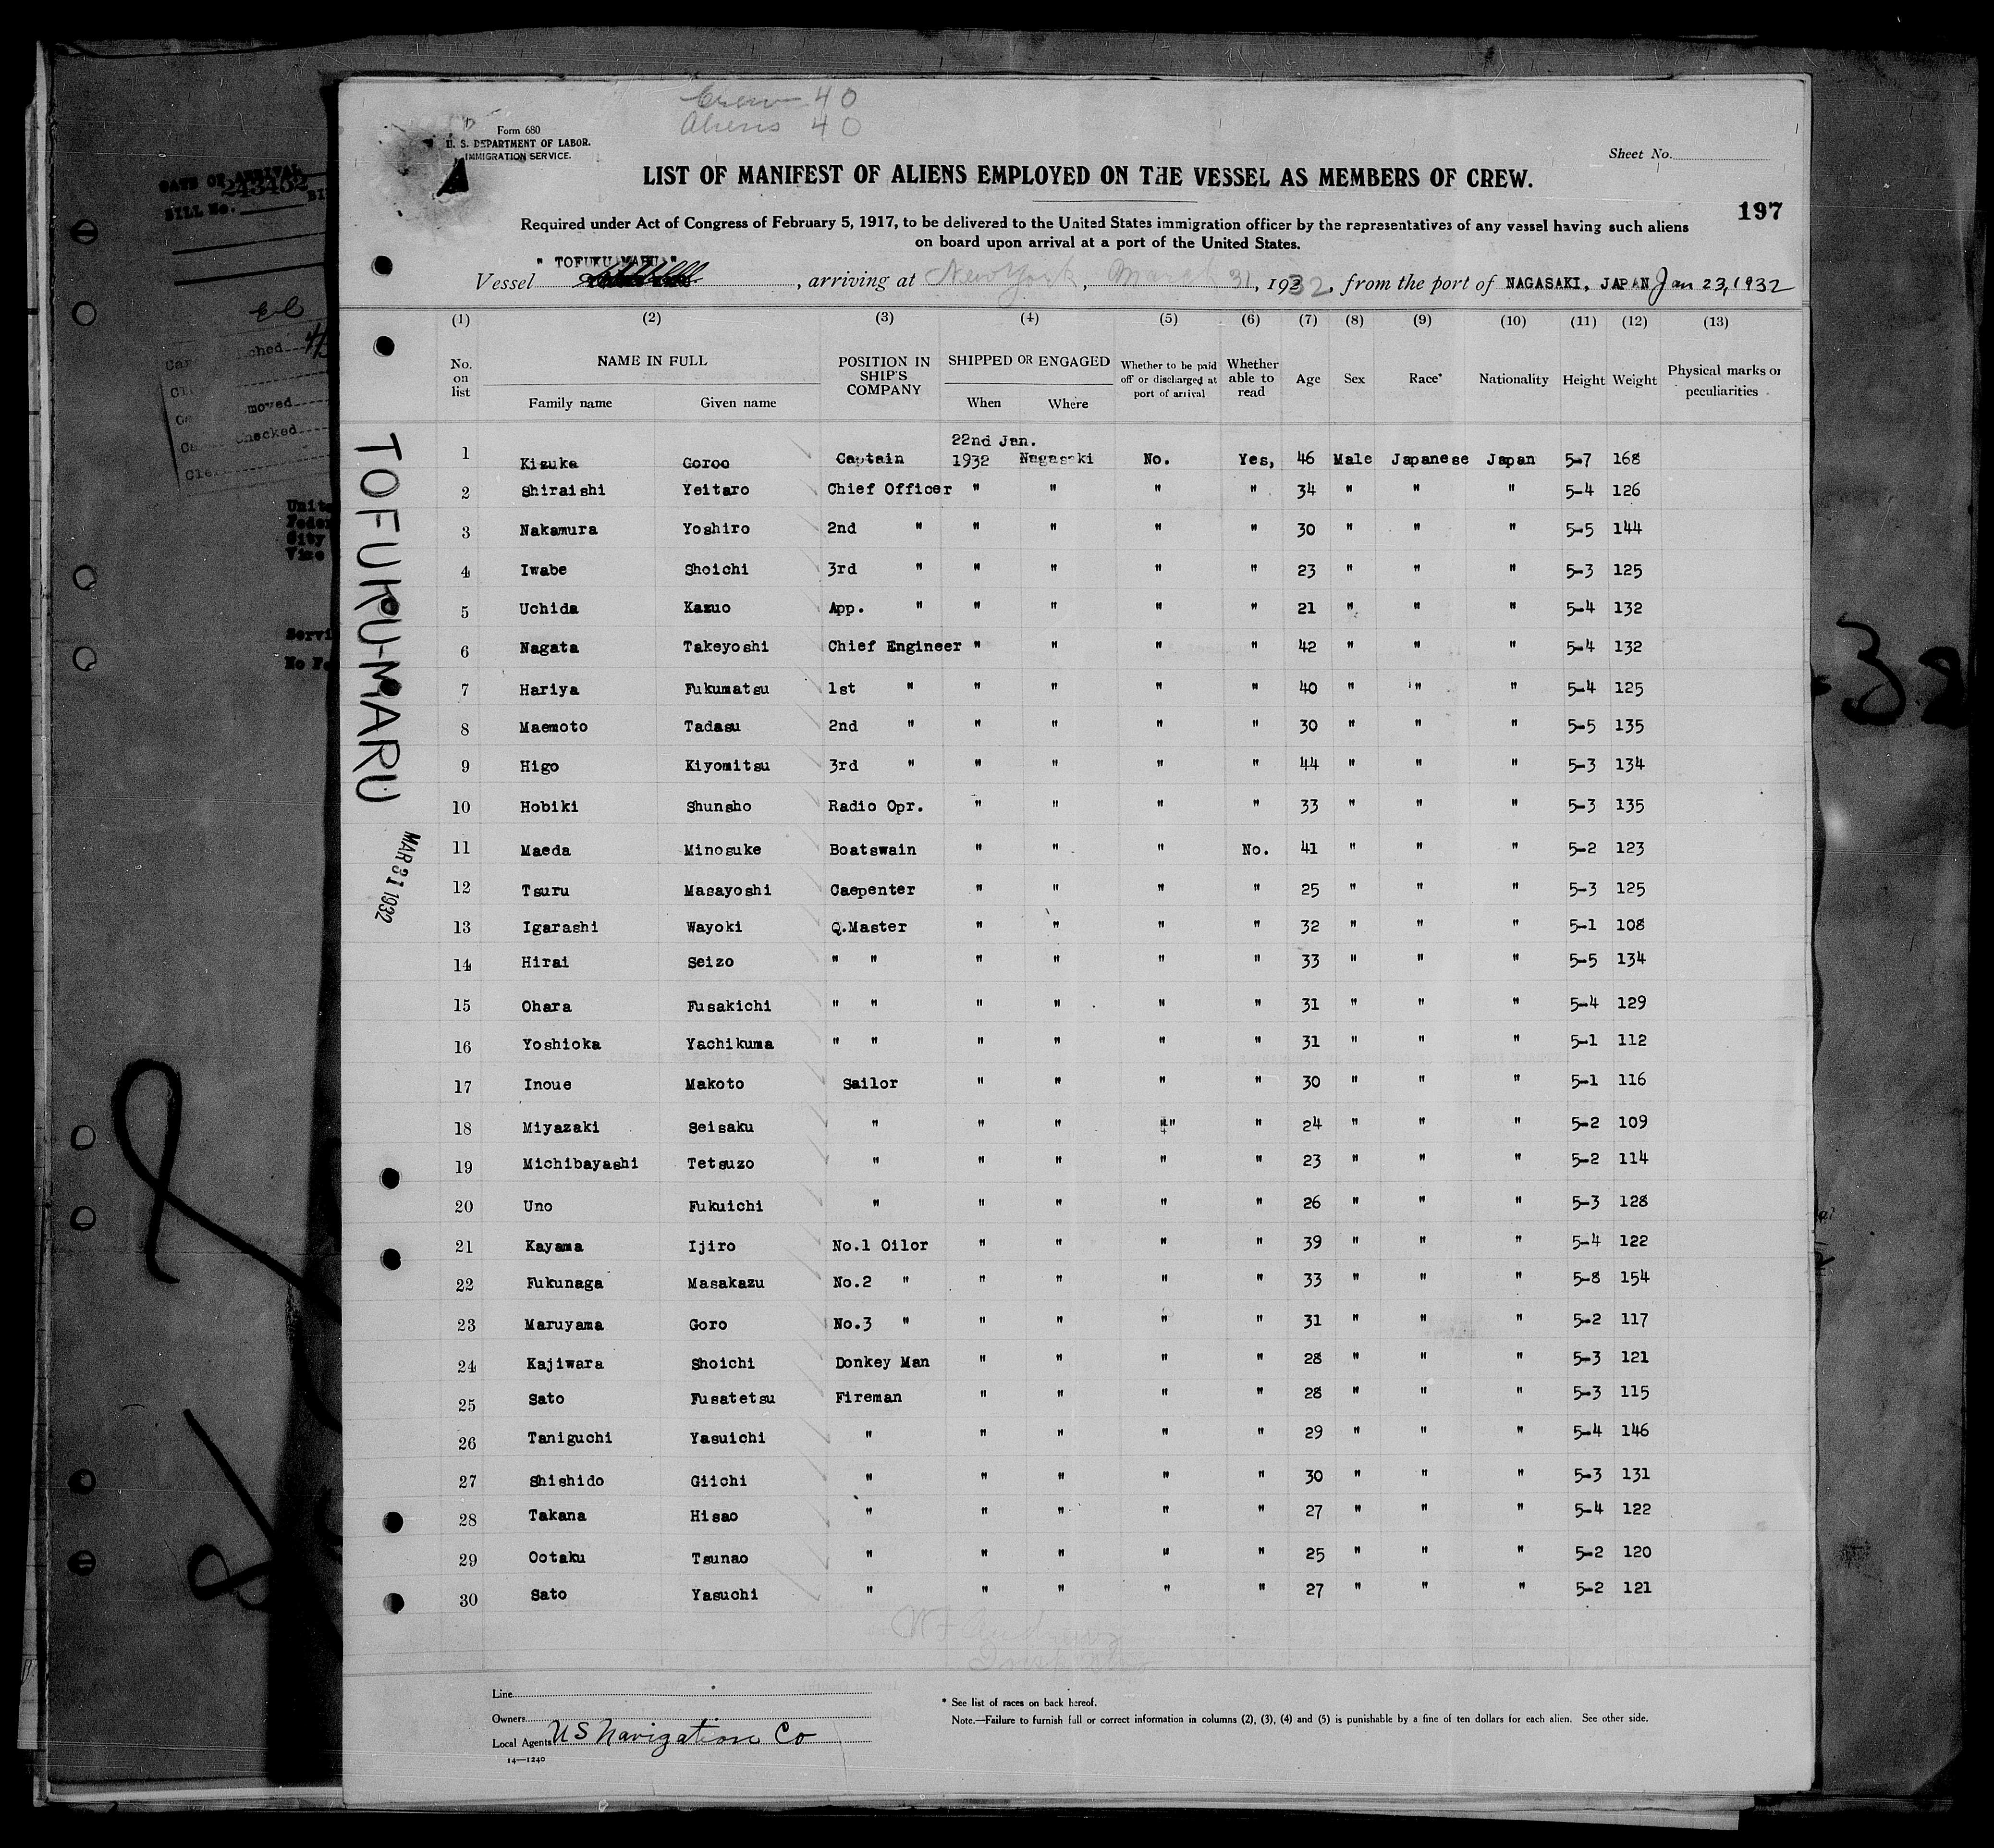 Crew 40
Aliens 40
Form 680
U. S. DEPARTMENT OF LABOR.
IMMIGRATION SERVICE.
Sheet No.
LIST OF MANIFEST OF ALIENS EMPLOYED ON THE VESSEL AS MEMBERS OF CREW.
197
Required under Act of Congress of February 5, 1917, to be delivered to the United States immigration officer by the representatives of any vessel having such aliens
on board upon arrival at a port of the United States.
Vessel " TOFUKU MARU " , arriving at New York, March 31, 1932, from the port of NAGASAKI, JAPAN Jan 23, 1932
(1) (2) (3) (4) (5) (6) (7) (8) (9) (10) (11) (12) (13)
No. on list NAME IN FULL Family name Given name POSITION IN SHIP'S COMPANY SHIPPED OR ENGAGED When Where Whether to be paid off or discharged at port of arrival Whether able to read Age Sex Race* Nationality Height Weight Physical marks or peculiarities
1 Kizuka Goroo Captain 22nd Jan. 1932 Nagasaki No. Yes, 46 Male Japanese Japan 5-7 168
2 Shiraishi Yeitaro Chief Officer " " " " 34 " " " 5-4 126
3 Nakamura Yoshiro 2nd " " " " " 30 " " " 5-5 144
4 Iwabe Shoichi 3rd " " " " " 23 " " " 5-3 125
5 Uchida Kazuo App. " " " " " 21 " " " 5-4 132
6 Nagata Takeyoshi Chief Engineer " " " " 42 " " " 5-4 132
7 Hariya Fukumatsu 1st " " " " " 40 " " " 5-4 125
8 Maemoto Tadasu 2nd " " " " " 30 " " " 5-5 135
9 Higo Kiyomitsu 3rd " " " " " 44 " " " 5-3 134
10 Hobiki Shunsho Radio Opr. " " " " 33 " " " 5-3 135
11 Maeda Minosuke Boatswain " " " No. 41 " " " 5-2 123
12 Tsuru Masayoshi Caepenter " " " " 25 " " " 5-3 125
13 Igarashi Wayoki Q.Master " " " " 32 " " " 5-1 108
14 Hirai Seizo " " " " " " 33 " " " 5-5 134
15 Ohara Fusakichi " " " " " " 31 " " " 5-4 129
16 Yoshioka Yachikuma " " " " " " 31 " " " 5-1 112
17 Inoue Makoto Sailor " " " " 30 " " " 5-1 116
18 Miyazaki Seisaku " " " " " 24 " " " 5-2 109
19 Michibayashi Tetsuzo " " " " " 23 " " " 5-2 114
20 Uno Fukuichi " " " " " 26 " " " 5-3 128
21 Kayama Ijiro No.1 Oilor " " " " 39 " " " 5-4 122
22 Fukunaga Masakazu No.2 " " " " " 33 " " " 5-8 154
23 Maruyama Goro No.3 " " " " " 31 " " " 5-2 117
24 Kajiwara Shoichi Donkey Man " " " " 28 " " " 5-3 121
25 Sato Fusatetsu Fireman " " " " 28 " " " 5-3 115
26 Taniguchi Yasuichi " " " " " 29 " " " 5-4 146
27 Shishido Giichi " " " " " 30 " " " 5-3 131
28 Takana Hisao " " " " " 27 " " " 5-4 122
29 Ootaku Tsunao " " " " " 25 " " " 5-2 120
30 Sato Yasuchi " " " " " 27 " " " 5-2 121
W F Andrews
Inspector
Line
Owners
Local Agents US Navigation Co
14—1240
* See list of races on back hereof.
Note.—Failure to furnish full or correct information in columns (2), (3), (4) and (5) is punishable by a fine of ten dollars for each alien. See other side.
TOFUKU-MARU
MAR 31 1932
DATE OF ARRIVAL
243402
BILL No.
moved
checked
32